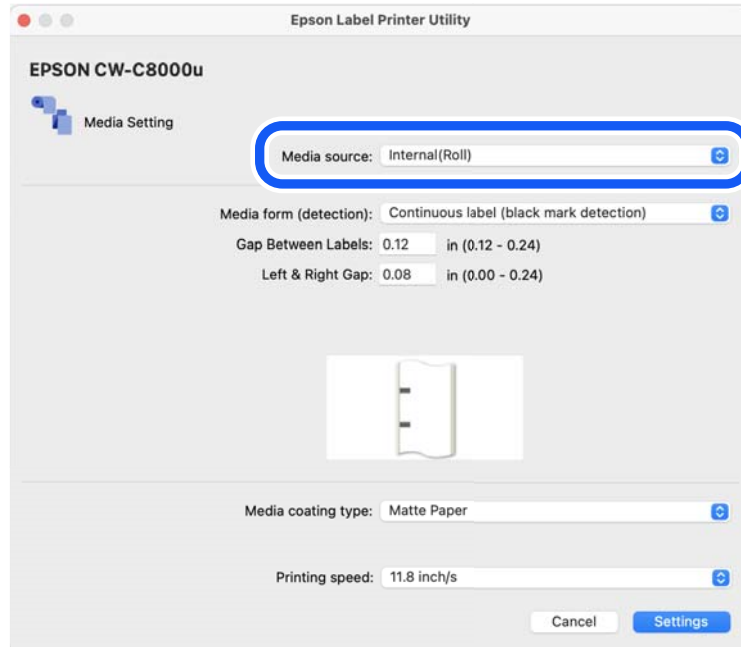 Epson Label Printer Utility
EPSON CW-C8000u
Media Setting
Media source: Internal(Roll)
Media form (detection): Continuous label (black mark detection)
Gap Between Labels: 0.12 in (0.12 - 0.24)
Left & Right Gap: 0.08 in (0.00 - 0.24)
Media coating type: Matte Paper
Printing speed: 11.8 inch/s
Cancel Settings